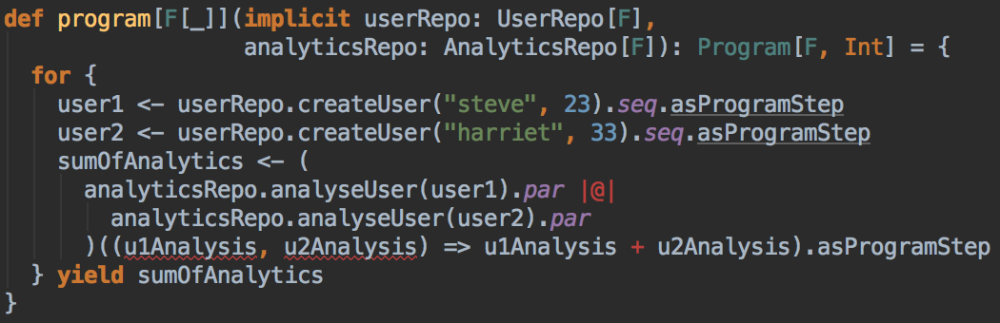 def program[F[_]](implicit userRepo: UserRepo[F],
analyticsRepo: AnalyticsRepo[F]): Program[F, Int] = {
for {
user1 <- userRepo.createUser("steve", 23).seq.asProgramStep
user2 <- userRepo.createUser("harriet", 33).seq.asProgramStep
sumOfAnalytics <- (
analyticsRepo.analyseUser(user1).par |@|
analyticsRepo.analyseUser(user2).par
)((u1Analysis, u2Analysis) => u1Analysis + u2Analysis).asProgramStep
} yield sumOfAnalytics
}